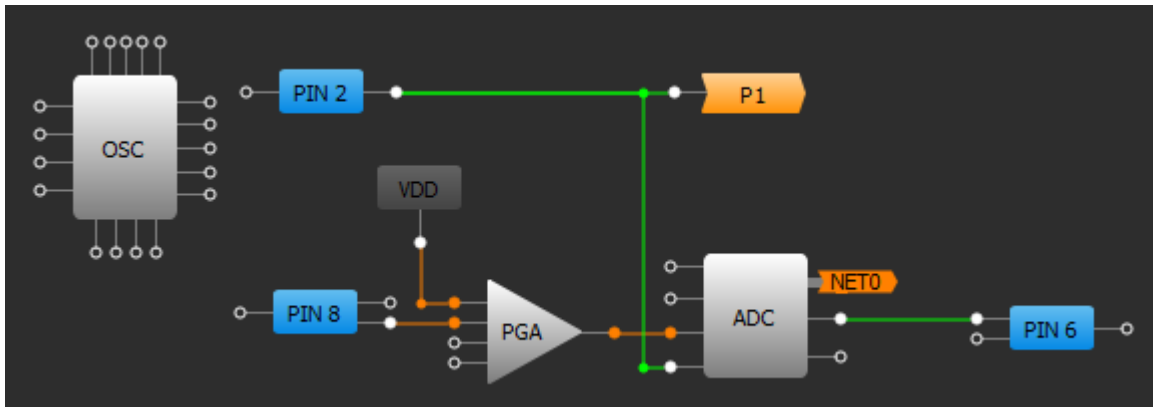 PIN 2
P1
OSC
VDD
NET0
PIN 8
PGA
ADC
PIN 6